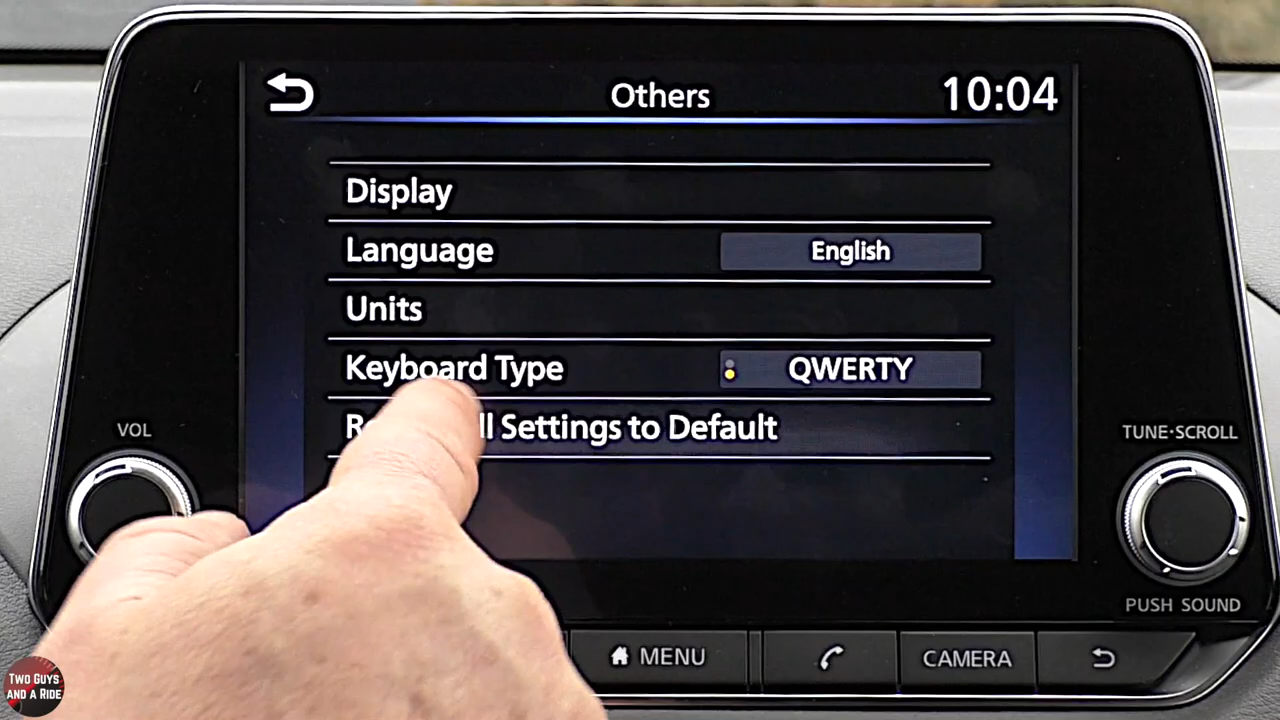 Others
10:04
Display
Language English
Units
Keyboard Type QWERTY
Settings to Default
VOL
TUNE·SCROLL
PUSH SOUND
MENU
CAMERA
TWO GUYS
AND A RIDE